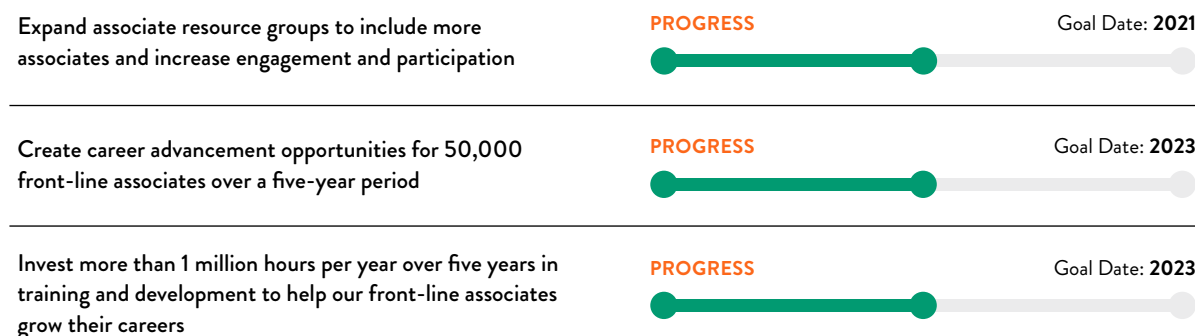 Expand associate resource groups to include more
associates and increase engagement and participation
PROGRESS
Goal Date: 2021
Create career advancement opportunities for 50,000
front-line associates over a five-year period
PROGRESS
Goal Date: 2023
Invest more than 1 million hours per year over five years in
training and development to help our front-line associates
grow their careers
PROGRESS
Goal Date: 2023